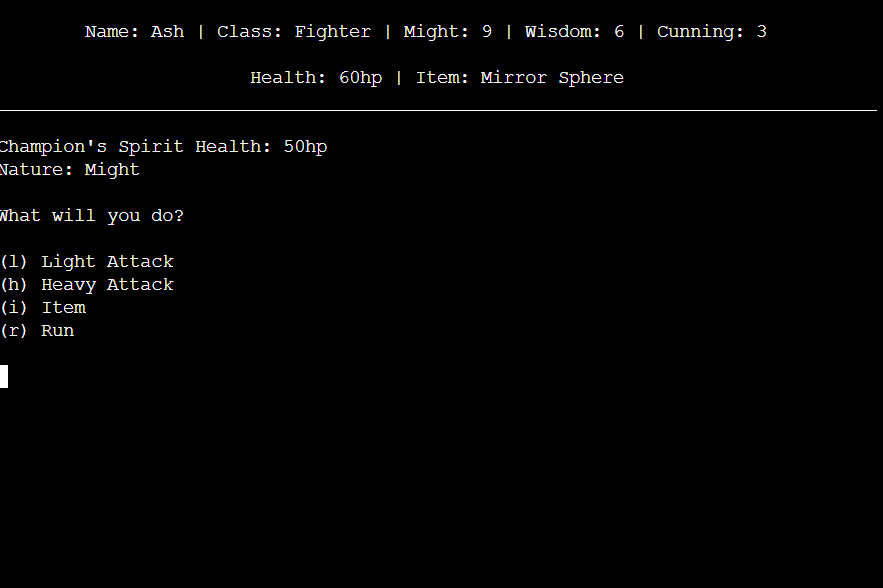 Name: Ash | Class: Fighter | Might: 9 | Wisdom: 6 | Cunning: 3
Health: 60hp | Item: Mirror Sphere
Champion's Spirit Health: 50hp
Nature: Might
What will you do?
(l) Light Attack
(h) Heavy Attack
(i) Item
(r) Run